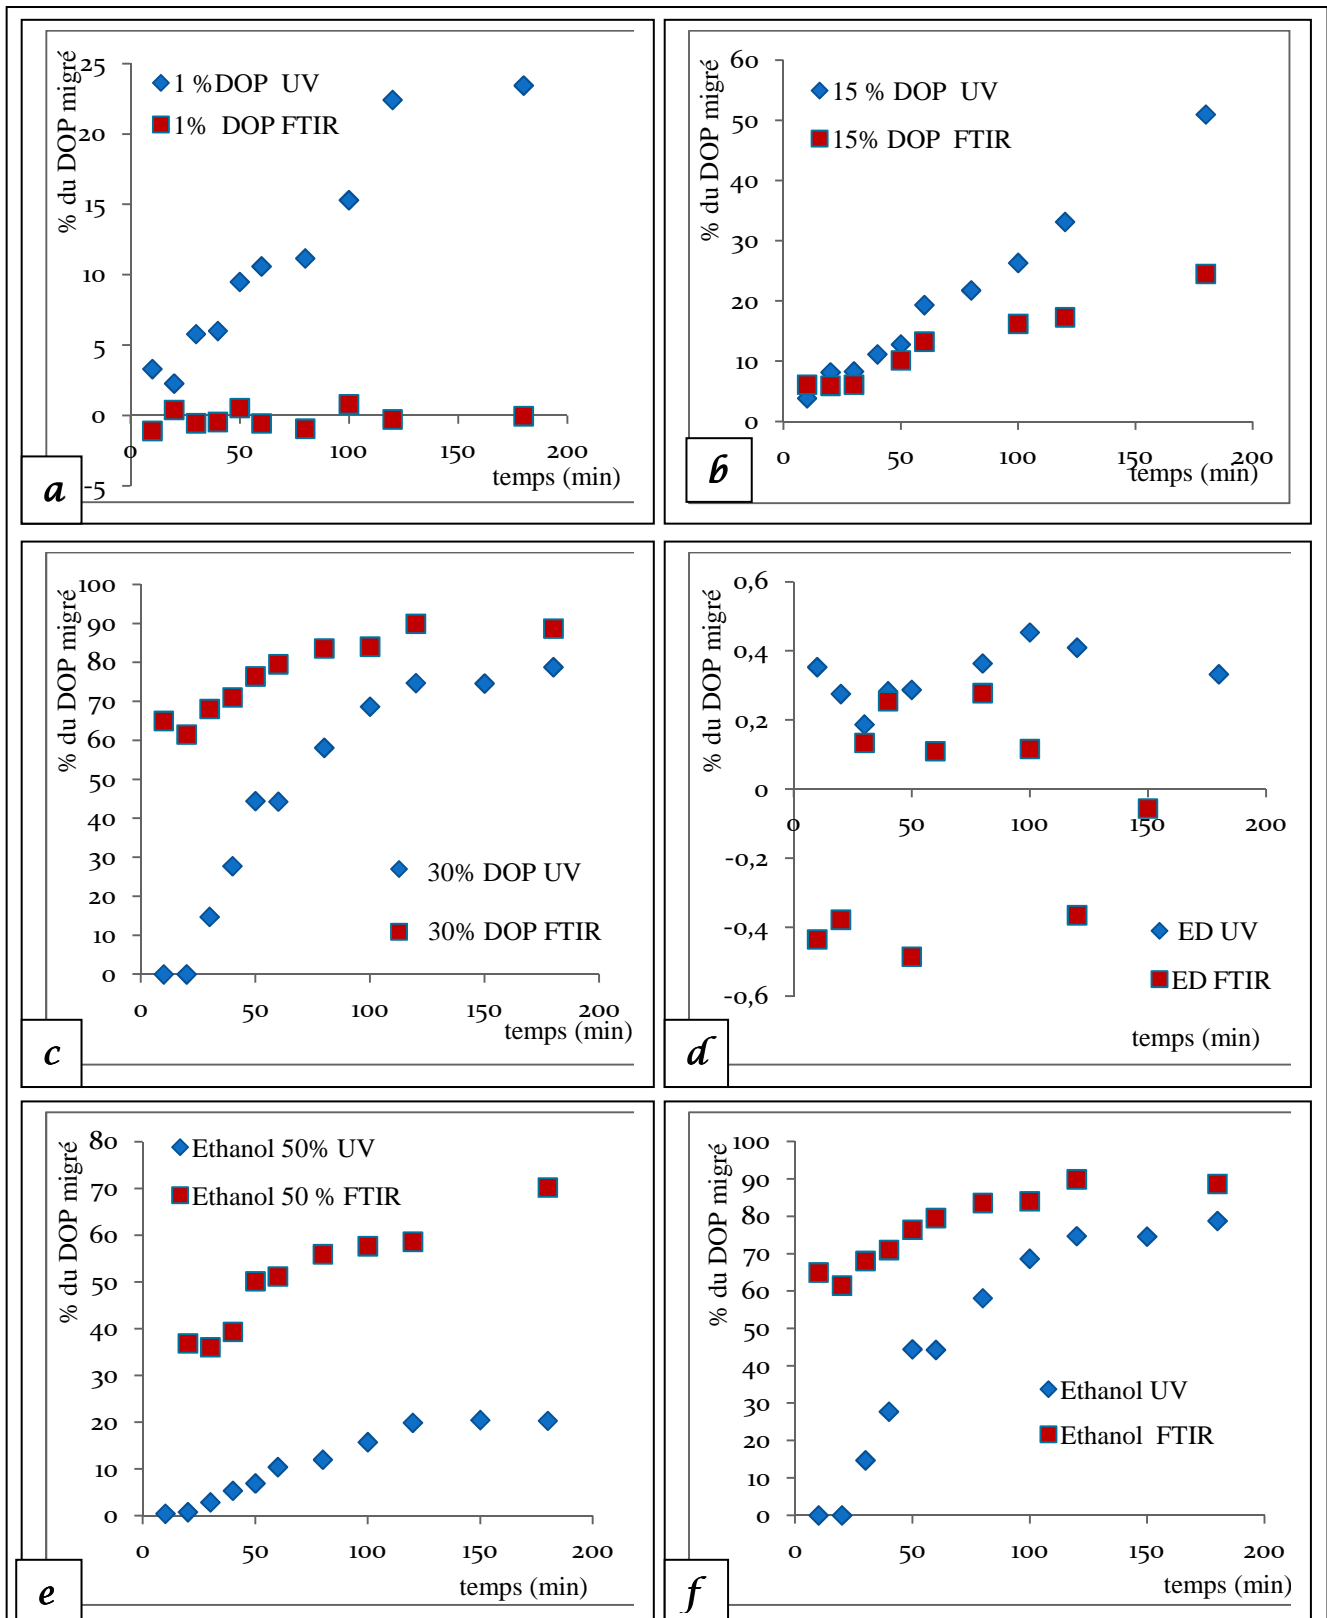 % du DOP migré
25
20
15
10
5
0
-5
1 %DOP UV
1% DOP FTIR
0
50
100
150
200
temps (min)
a
% du DOP migré
60
50
40
30
20
10
0
15 % DOP UV
15% DOP FTIR
0
50
100
150
200
temps (min)
b
% du DOP migré
100
90
80
70
60
50
40
30
20
10
0
30% DOP UV
30% DOP FTIR
0
50
100
150
200
temps (min)
c
% du DOP migré
0,6
0,4
0,2
0
-0,2
-0,4
-0,6
0
50
100
150
200
ED UV
ED FTIR
temps (min)
d
% du DOP migré
80
70
60
50
40
30
20
10
0
Ethanol 50% UV
Ethanol 50 % FTIR
0
50
100
150
200
temps (min)
e
% du DOP migré
100
90
80
70
60
50
40
30
20
10
0
Ethanol UV
Ethanol FTIR
0
50
100
150
200
temps (min)
f